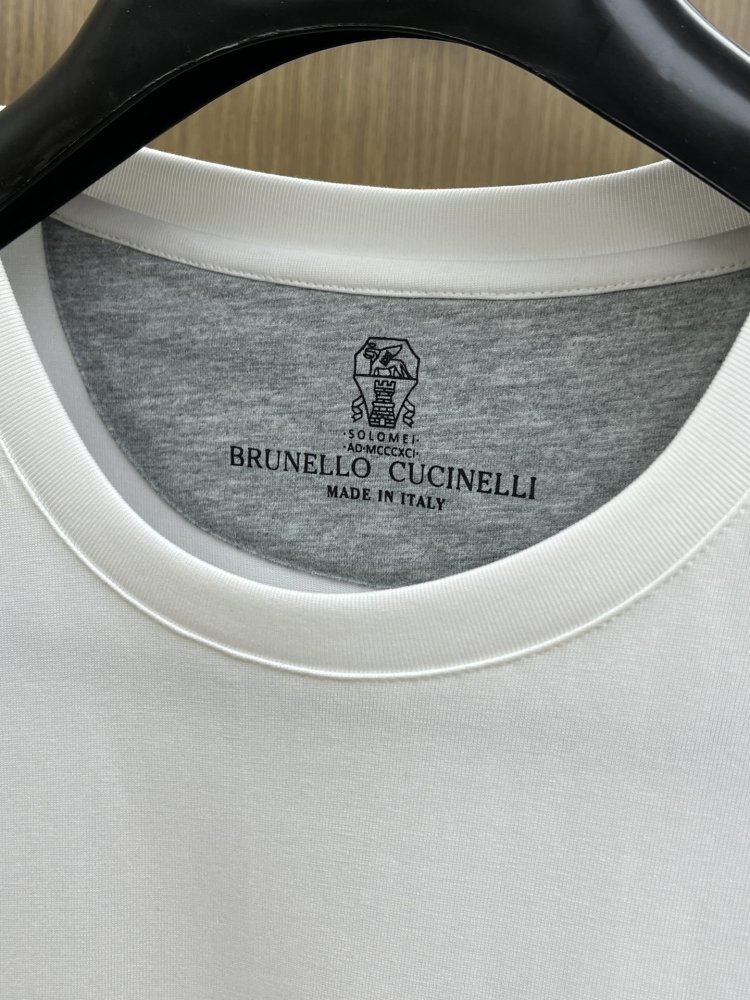 ·SOLOMEI·
·AD·MCCCXCI·
BRUNELLO CUCINELLI
MADE IN ITALY